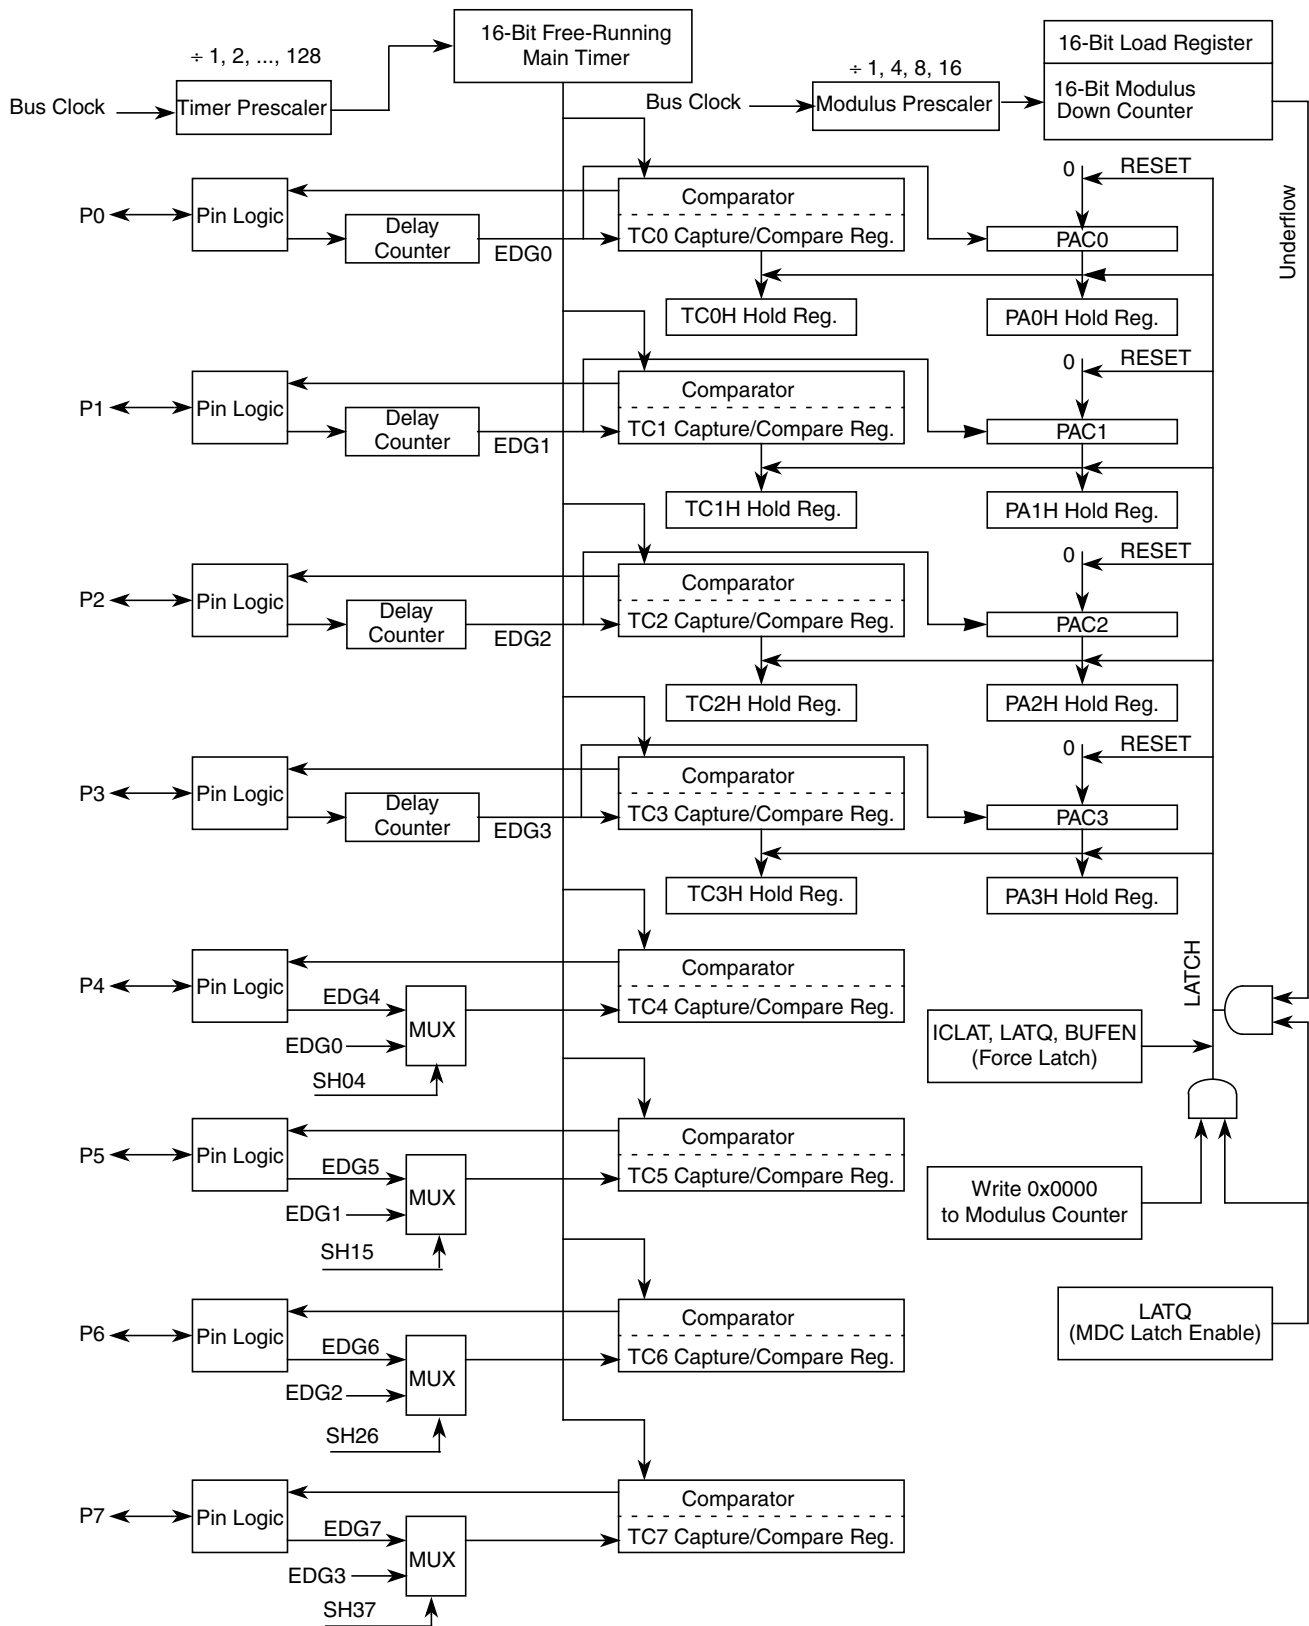 16-Bit Free-Running
Main Timer
16-Bit Load Register
÷ 1, 2, ..., 128
÷ 1, 4, 8, 16
16-Bit Modulus
Down Counter
Bus Clock
Timer Prescaler
Bus Clock
Modulus Prescaler
Underflow
0
RESET
P0
Pin Logic
Comparator
Delay
Counter
EDG0
TC0 Capture/Compare Reg.
PAC0
TC0H Hold Reg.
PA0H Hold Reg.
0
RESET
P1
Pin Logic
Comparator
Delay
Counter
EDG1
TC1 Capture/Compare Reg.
PAC1
TC1H Hold Reg.
PA1H Hold Reg.
0
RESET
P2
Pin Logic
Comparator
Delay
Counter
EDG2
TC2 Capture/Compare Reg.
PAC2
TC2H Hold Reg.
PA2H Hold Reg.
0
RESET
P3
Pin Logic
Comparator
Delay
Counter
EDG3
TC3 Capture/Compare Reg.
PAC3
TC3H Hold Reg.
PA3H Hold Reg.
LATCH
P4
Pin Logic
Comparator
EDG4
MUX
TC4 Capture/Compare Reg.
EDG0
SH04
ICLAT, LATQ, BUFEN
(Force Latch)
P5
Pin Logic
Comparator
EDG5
MUX
TC5 Capture/Compare Reg.
EDG1
SH15
Write 0x0000
to Modulus Counter
P6
Pin Logic
Comparator
EDG6
MUX
TC6 Capture/Compare Reg.
EDG2
SH26
LATQ
(MDC Latch Enable)
P7
Pin Logic
Comparator
EDG7
MUX
TC7 Capture/Compare Reg.
EDG3
SH37